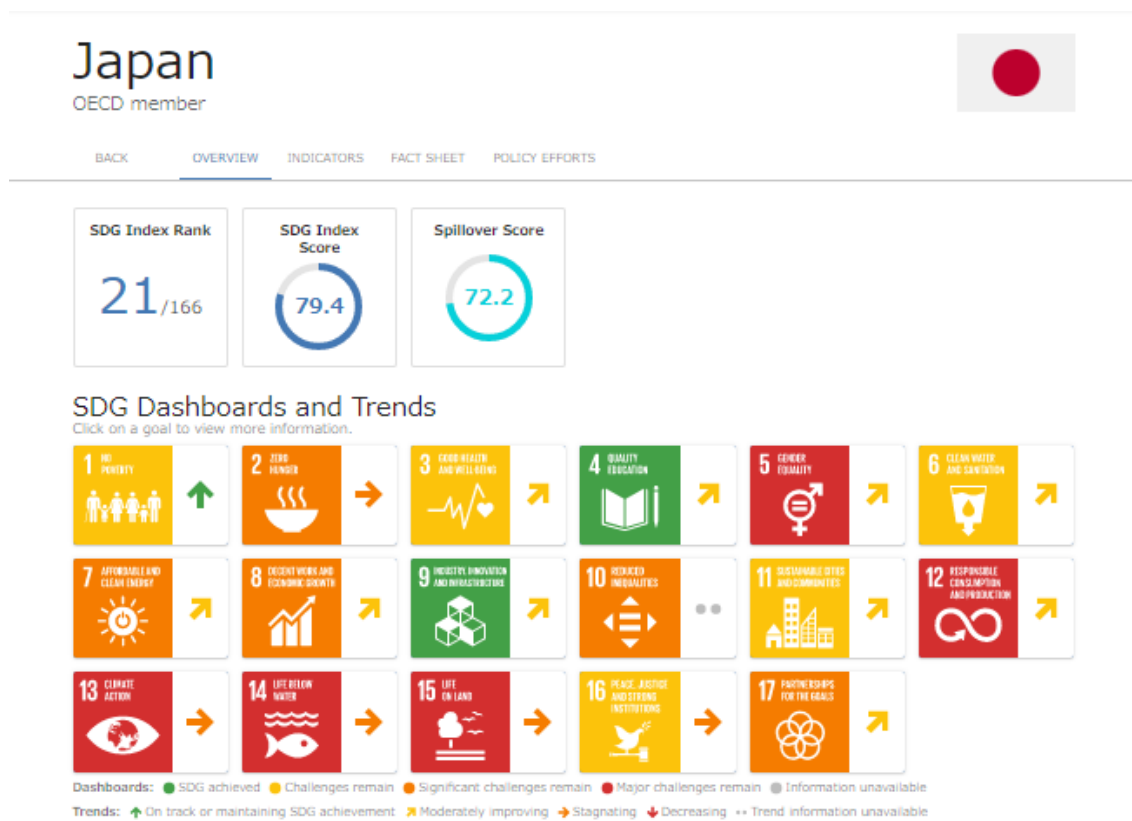 Japan
OECD member
BACK OVERVIEW INDICATORS FACT SHEET POLICY EFFORTS
SDG Index Rank
21/166
SDG Index
Score
79.4
Spillover Score
72.2
SDG Dashboards and Trends
Click on a goal to view more information.
1 NO
POVERTY
2 ZERO
HUNGER
3 GOOD HEALTH
AND WELL-BEING
4 QUALITY
EDUCATION
5 GENDER
EQUALITY
6 CLEAN WATER
AND SANITATION
7 AFFORDABLE AND
CLEAN ENERGY
8 DECENT WORK AND
ECONOMIC GROWTH
9 INDUSTRY, INNOVATION
AND INFRASTRUCTURE
10 REDUCED
INEQUALITIES
11 SUSTAINABLE CITIES
AND COMMUNITIES
12 RESPONSIBLE
CONSUMPTION
AND PRODUCTION
13 CLIMATE
ACTION
14 LIFE BELOW
WATER
15 LIFE
ON LAND
16 PEACE, JUSTICE
AND STRONG
INSTITUTIONS
17 PARTNERSHIPS
FOR THE GOALS
Dashboards: SDG achieved Challenges remain Significant challenges remain Major challenges remain Information unavailable
Trends: On track or maintaining SDG achievement Moderately improving Stagnating Decreasing Trend information unavailable